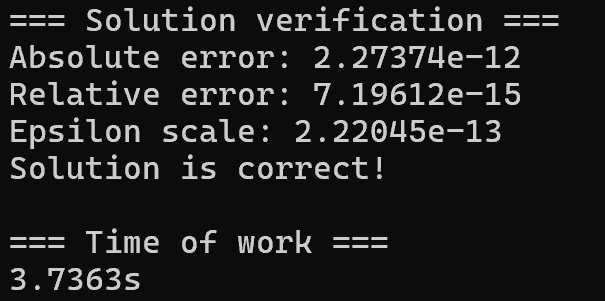 === Solution verification ===
Absolute error: 2.27374e-12
Relative error: 7.19612e-15
Epsilon scale: 2.22045e-13
Solution is correct!
=== Time of work ===
3.7363s